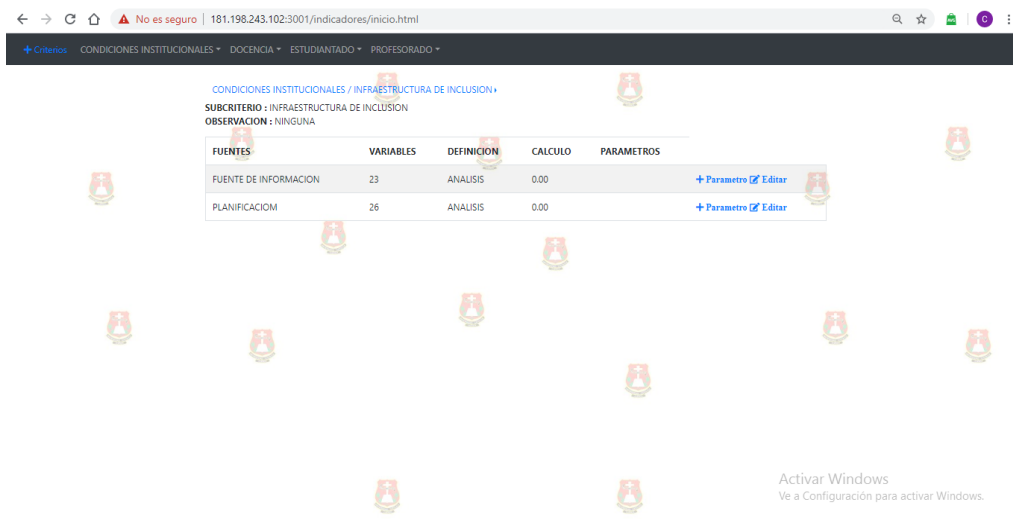 No es seguro 181.198.243.102:3001/indicadores/inicio.html
+ Criterios CONDICIONES INSTITUCIONALES DOCENCIA ESTUDIANTADO PROFESORADO
CONDICIONES INSTITUCIONALES / INFRAESTRUCTURA DE INCLUSION
SUBCRITERIO : INFRAESTRUCTURA DE INCLUSION
OBSERVACION : NINGUNA
FUENTES VARIABLES DEFINICION CALCULO PARAMETROS
FUENTE DE INFORMACION 23 ANALISIS 0.00 + Parametro Editar
PLANIFICACIOM 26 ANALISIS 0.00 + Parametro Editar
Activar Windows
Ve a Configuración para activar Windows.